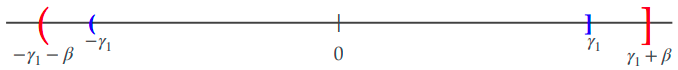 ( ( ] ]
−γ₁ − β −γ₁ 0 γ₁ γ₁ + β